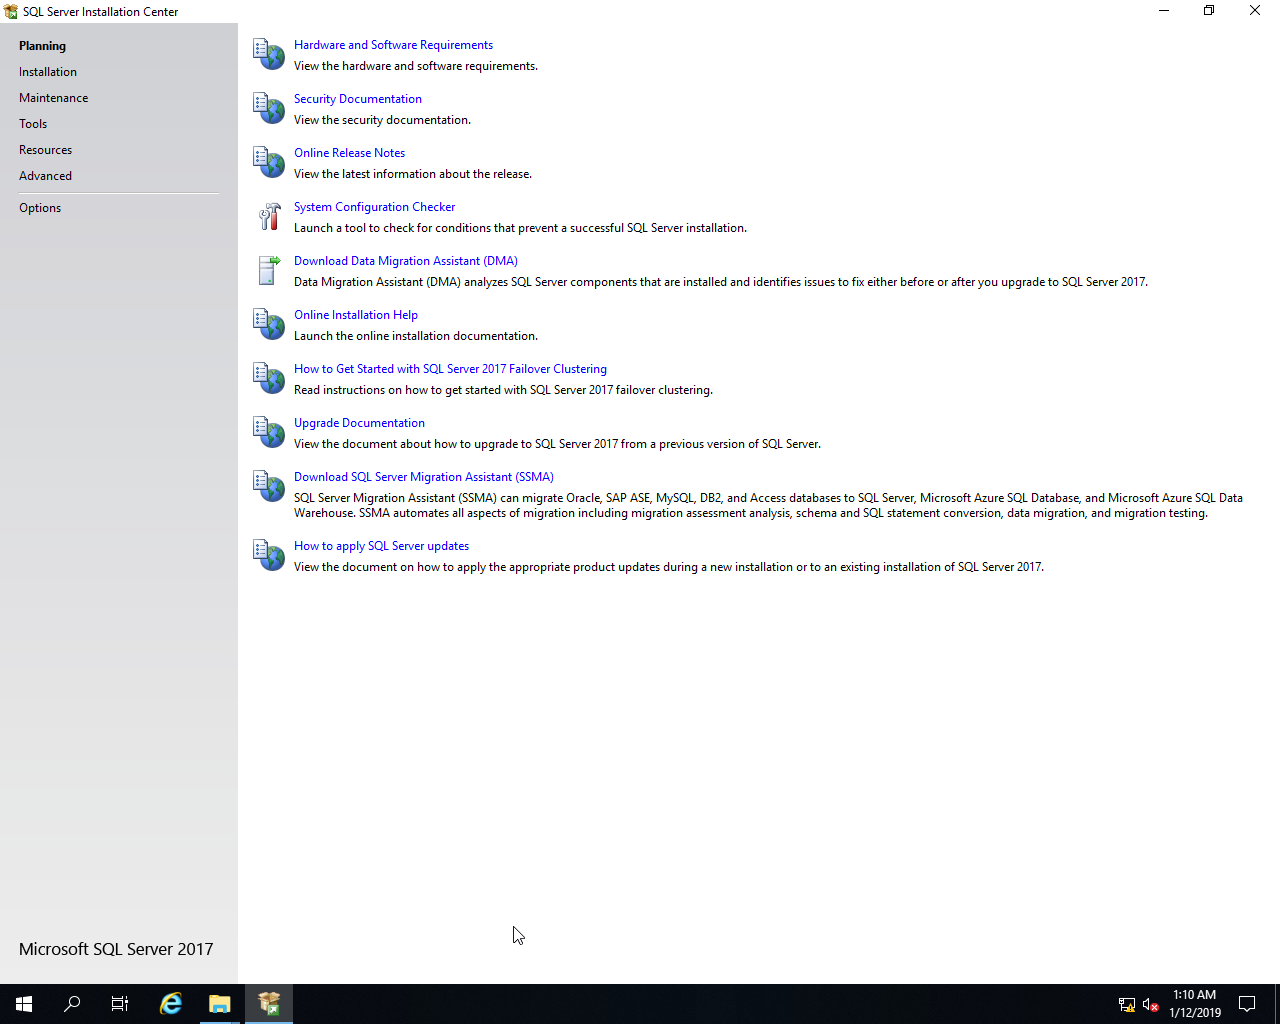 SQL Server Installation Center
Planning
Installation
Maintenance
Tools
Resources
Advanced
Options
Microsoft SQL Server 2017
Hardware and Software Requirements
View the hardware and software requirements.
Security Documentation
View the security documentation.
Online Release Notes
View the latest information about the release.
System Configuration Checker
Launch a tool to check for conditions that prevent a successful SQL Server installation.
Download Data Migration Assistant (DMA)
Data Migration Assistant (DMA) analyzes SQL Server components that are installed and identifies issues to fix either before or after you upgrade to SQL Server 2017.
Online Installation Help
Launch the online installation documentation.
How to Get Started with SQL Server 2017 Failover Clustering
Read instructions on how to get started with SQL Server 2017 failover clustering.
Upgrade Documentation
View the document about how to upgrade to SQL Server 2017 from a previous version of SQL Server.
Download SQL Server Migration Assistant (SSMA)
SQL Server Migration Assistant (SSMA) can migrate Oracle, SAP ASE, MySQL, DB2, and Access databases to SQL Server, Microsoft Azure SQL Database, and Microsoft Azure SQL Data
Warehouse. SSMA automates all aspects of migration including migration assessment analysis, schema and SQL statement conversion, data migration, and migration testing.
How to apply SQL Server updates
View the document on how to apply the appropriate product updates during a new installation or to an existing installation of SQL Server 2017.
1:10 AM
1/12/2019